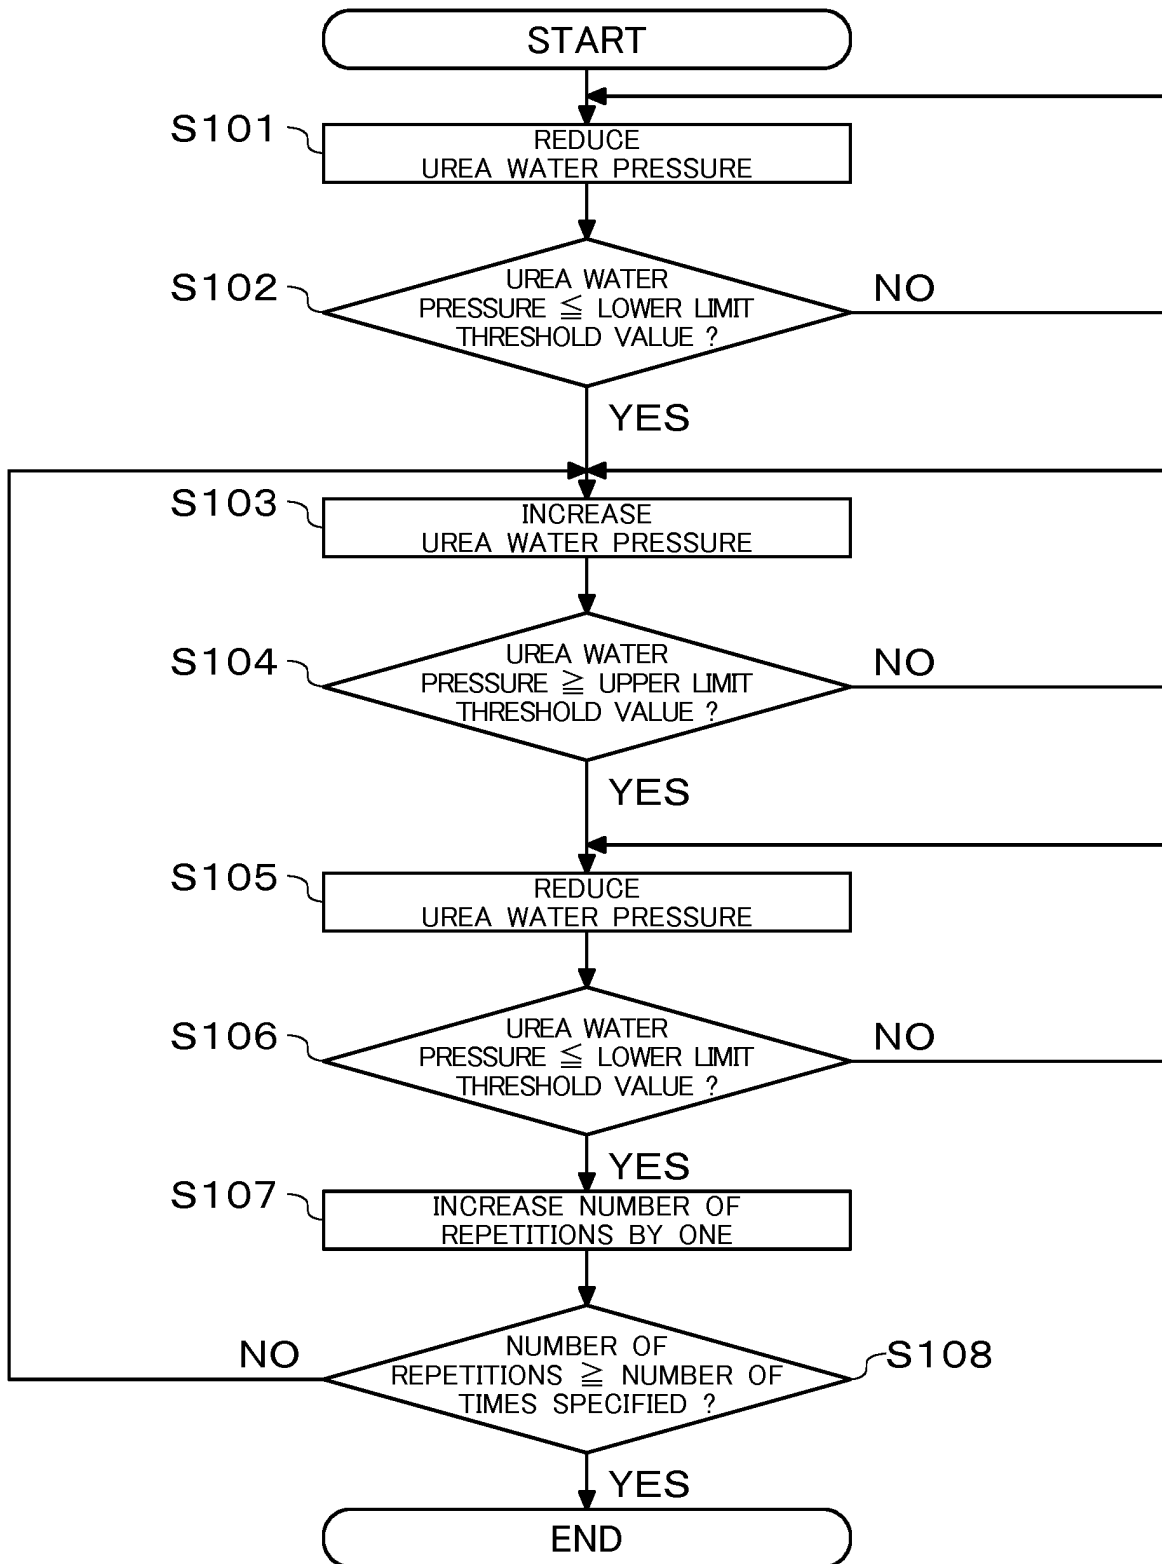 START
S101
REDUCE
UREA WATER PRESSURE
S102
UREA WATER
PRESSURE ≦ LOWER LIMIT
THRESHOLD VALUE ?
NO
YES
S103
INCREASE
UREA WATER PRESSURE
S104
UREA WATER
PRESSURE ≧ UPPER LIMIT
THRESHOLD VALUE ?
NO
YES
S105
REDUCE
UREA WATER PRESSURE
S106
UREA WATER
PRESSURE ≦ LOWER LIMIT
THRESHOLD VALUE ?
NO
YES
S107
INCREASE NUMBER OF
REPETITIONS BY ONE
NO
NUMBER OF
REPETITIONS ≧ NUMBER OF
TIMES SPECIFIED ?
S108
YES
END